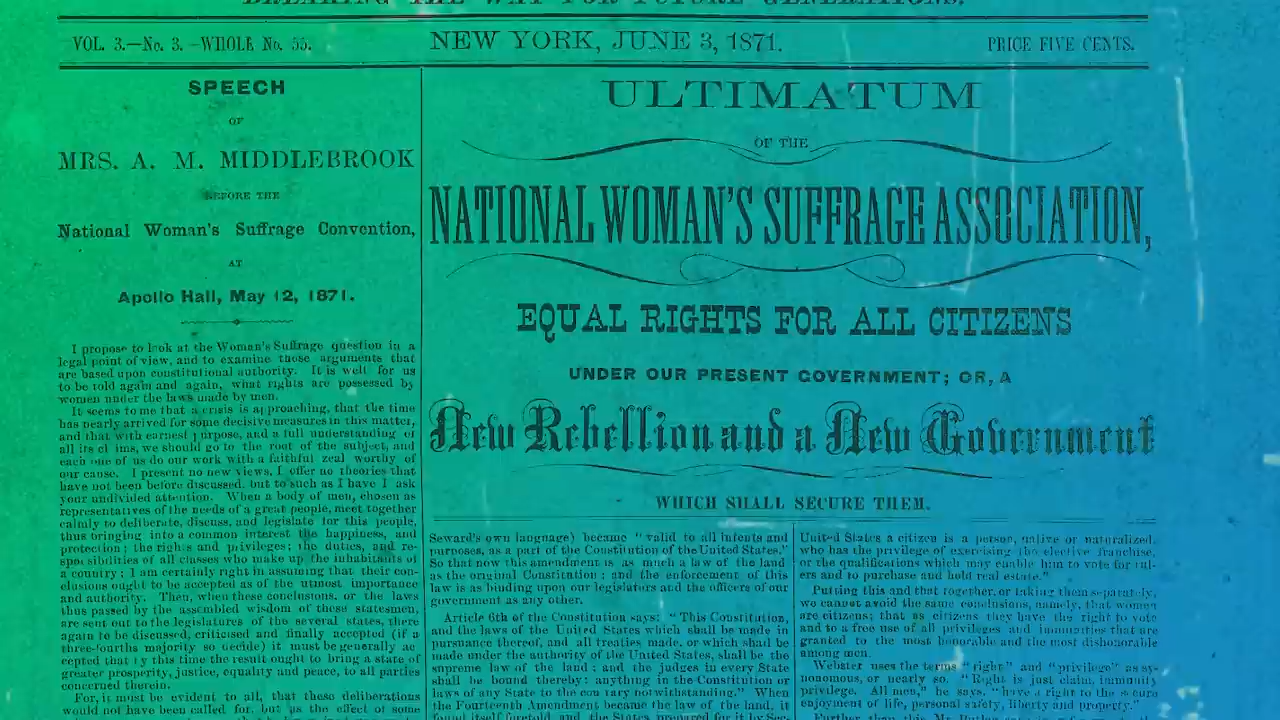 BREAKING THE WAY FOR FUTURE GENERATIONS.
VOL. 3.—No. 3.—WHOLE No. 55.
NEW YORK, JUNE 3, 1871.
PRICE FIVE CENTS.
SPEECH
OF
MRS. A. M. MIDDLEBROOK
BEFORE THE
National Woman's Suffrage Convention,
AT
Apollo Hall, May 12, 1871.
I propose to look at the Woman's Suffrage question in a
legal point of view, and to examine those arguments that
are based upon constitutional authority. It is well for us
to be told again and again, what rights are possessed by
women under the laws made by men.
It seems to me that a crisis is approaching, that the time
has nearly arrived for some decisive measures in this matter,
and that with earnest purpose, and a full understanding of
all its claims, we should go to the root of the subject, and
each one of us do our work with a faithful zeal worthy of
our cause. I present no new views, I offer no theories that
have not been before discussed, but to such as I have I ask
your undivided attention. When a body of men, chosen as
representatives of the needs of a great people, meet together
calmly to deliberate, discuss, and legislate for this people,
thus bringing into a common interest the happiness, and
protection; the rights and privileges; the duties, and re-
sposibilities of all classes who make up the inhabitants of
a country; I am certainly right in assuming that their con-
clusions ought to be accepted as of the utmost importance
and authority. Then, when these conclusions, or the laws
thus passed by the assembled wisdom of these statesmen,
are sent out to the legislatures of the several states, there
again to be discussed, criticised and finally accepted (if a
three-fourths majority so decide) it must be generally ac
cepted that by this time the result ought to bring a state of
greater prosperity, justice, equality and peace, to all parties
concerned therein.
For, it must be evident to all, that these deliberations
would not have been called for, but as the effect of some
ULTIMATUM
OF THE
NATIONAL WOMAN'S SUFFRAGE ASSOCIATION,
EQUAL RIGHTS FOR ALL CITIZENS
UNDER OUR PRESENT GOVERNMENT; OR, A
New Rebellion and a New Government
WHICH SHALL SECURE THEM.
Seward's own language) became "valid to all intents and
purposes, as a part of the Constitution of the United States."
So that now this amendment is as much a law of the land
as the original Constitution; and the enforcement of this
law is as binding upon our legislators and the officers of our
government as any other.
Article 6th of the Constitution says: "This Constitution,
and the laws of the United States which shall be made in
pursuance thereof, and all treaties made, or which shall be
made under the authority of the United States, shall be the
supreme law of the land; and the judges in every State
shall be bound thereby; anything in the Constitution or
laws of any State to the contrary notwithstanding." When
the Fourteenth Amendment became the law of the land, it
found itself foretold and the States prepared for it by Sec-
United States a citizen is a person, native or naturalized,
who has the privilege of exercising the elective franchise,
or the qualifications which may enable him to vote for rul-
ers and to purchase and hold real estate."
Putting this and that together, or taking them separately,
we cannot avoid the same conclusions, namely, that women
are citizens; that as citizens they have the right to vote
and to a free use of all privileges and immunities that are
granted to the most honorable and the most dishonorable
among men.
Webster uses the terms "right" and "privilege" as sy-
nonomous, or nearly so. "Right is just claim, immunity
privilege. All men," he says, "have a right to the secure
enjoyment of life, personal safety, liberty and property."